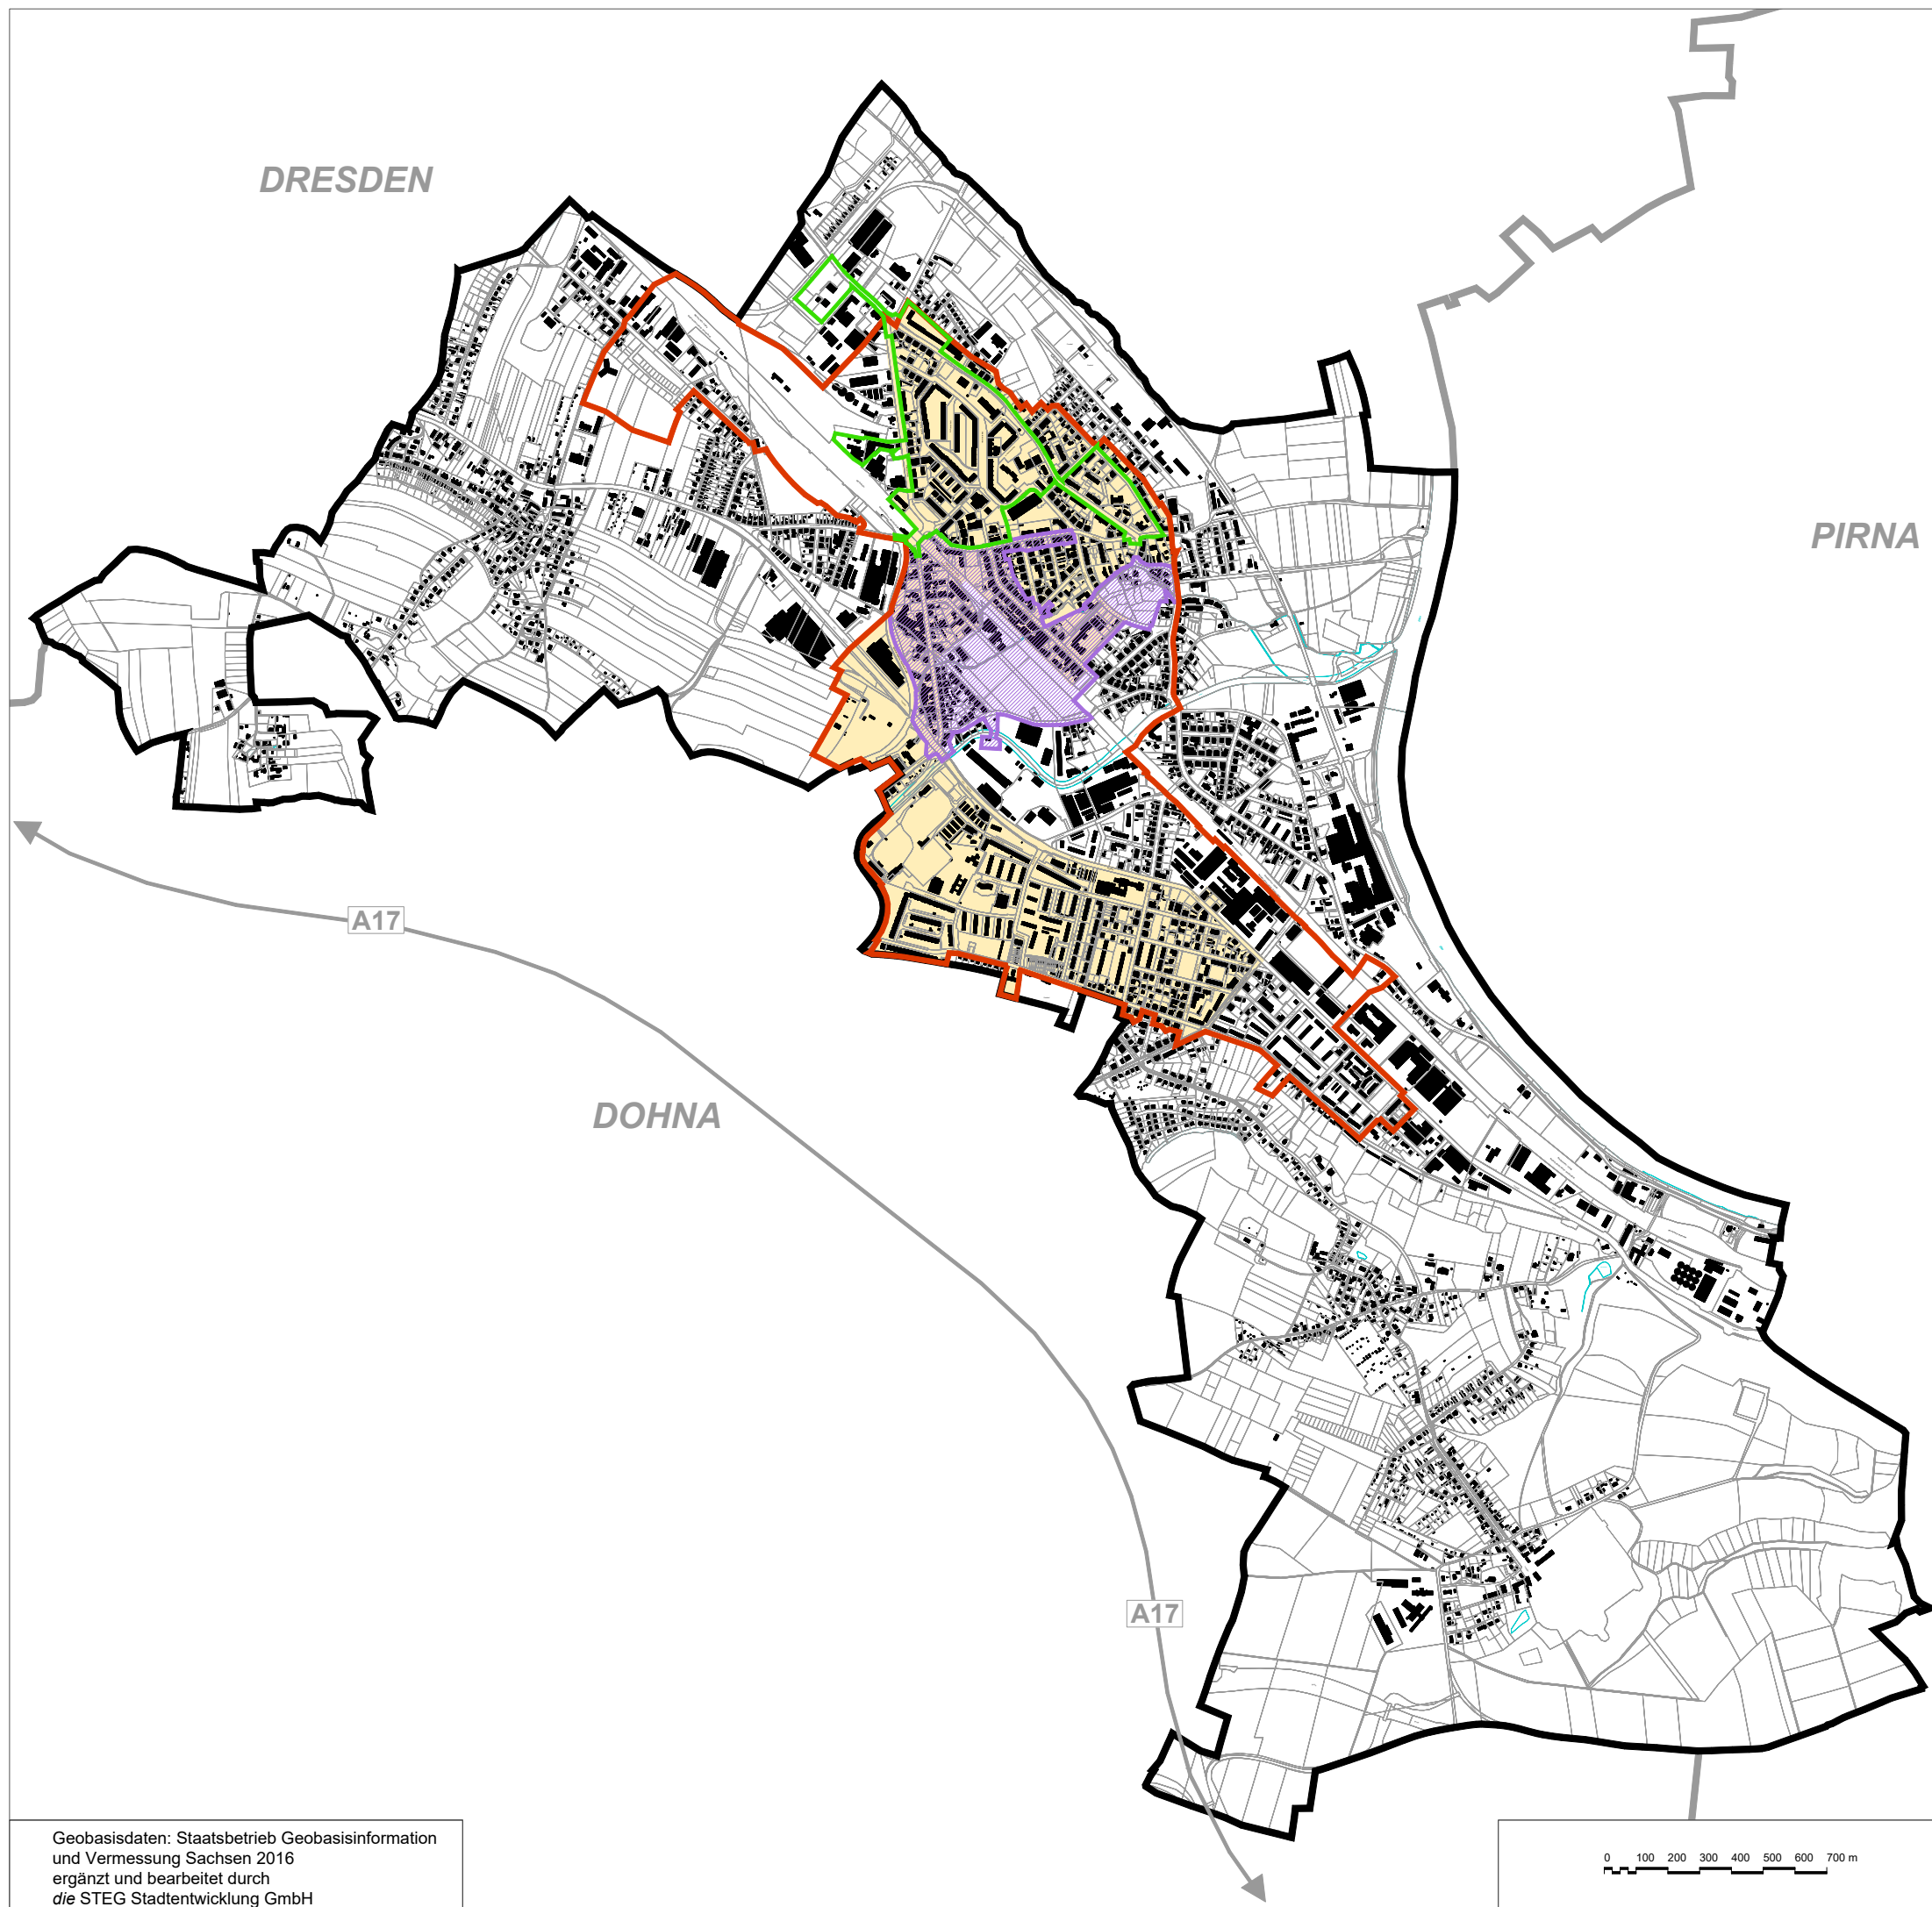 DRESDEN
PIRNA
A17
DOHNA
A17
Geobasisdaten: Staatsbetrieb Geobasisinformation
und Vermessung Sachsen 2016
ergänzt und bearbeitet durch
die STEG Stadtentwicklung GmbH
0 100 200 300 400 500 600 700 m